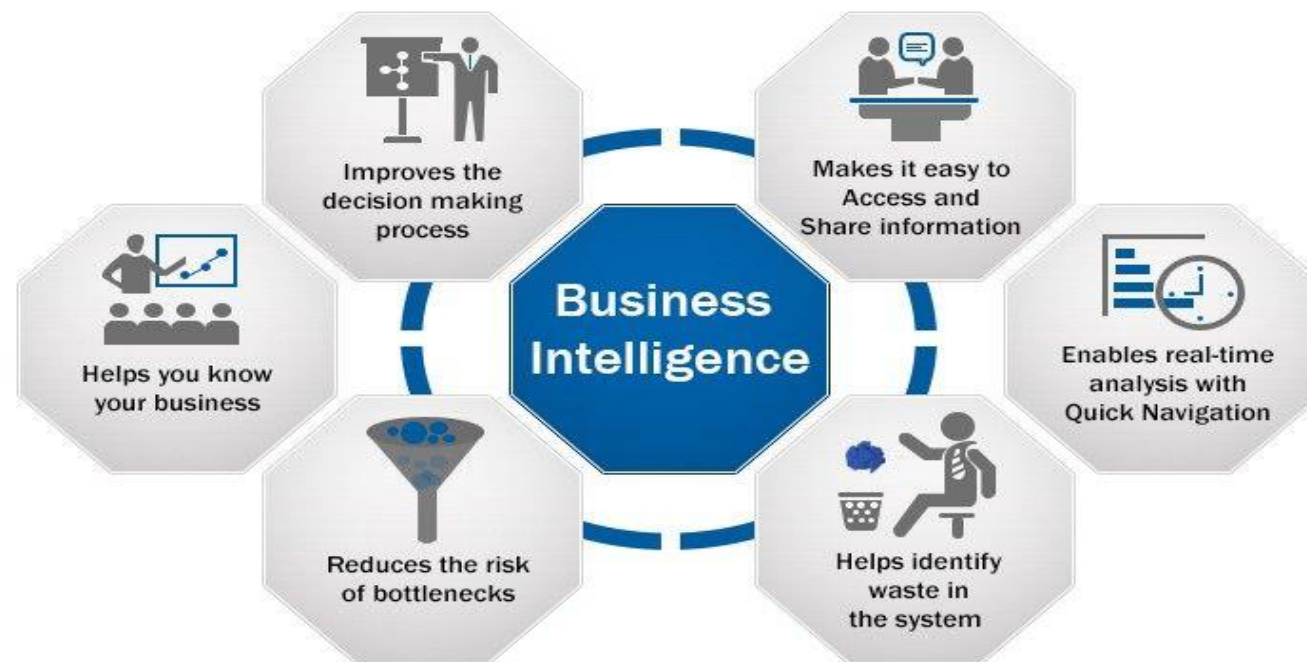 Improves the
decision making
process
Makes it easy to
Access and
Share information
Helps you know
your business
Business
Intelligence
Enables real-time
analysis with
Quick Navigation
Reduces the risk
of bottlenecks
Helps identify
waste in
the system